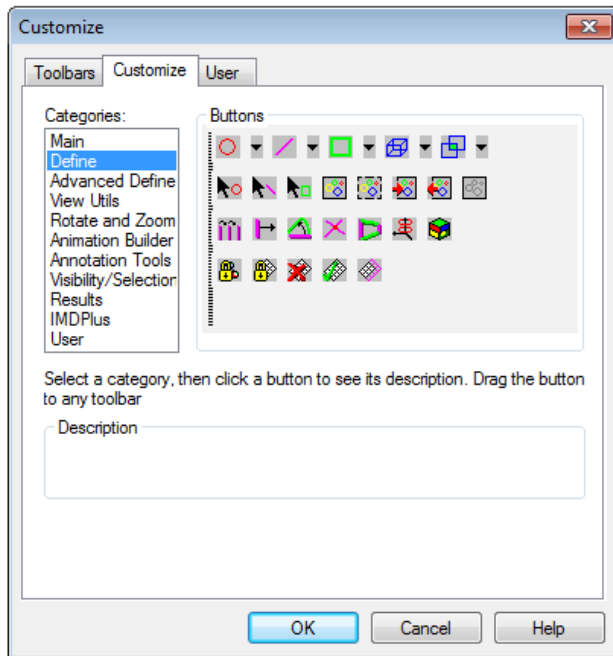 Customize
Toolbars Customize User
Categories:
Buttons
Main
Define
Advanced Define
View Utils
Rotate and Zoom
Animation Builder
Annotation Tools
Visibility/Selection
Results
IMDPlus
User
Select a category, then click a button to see its description. Drag the button
to any toolbar
Description
OK Cancel Help